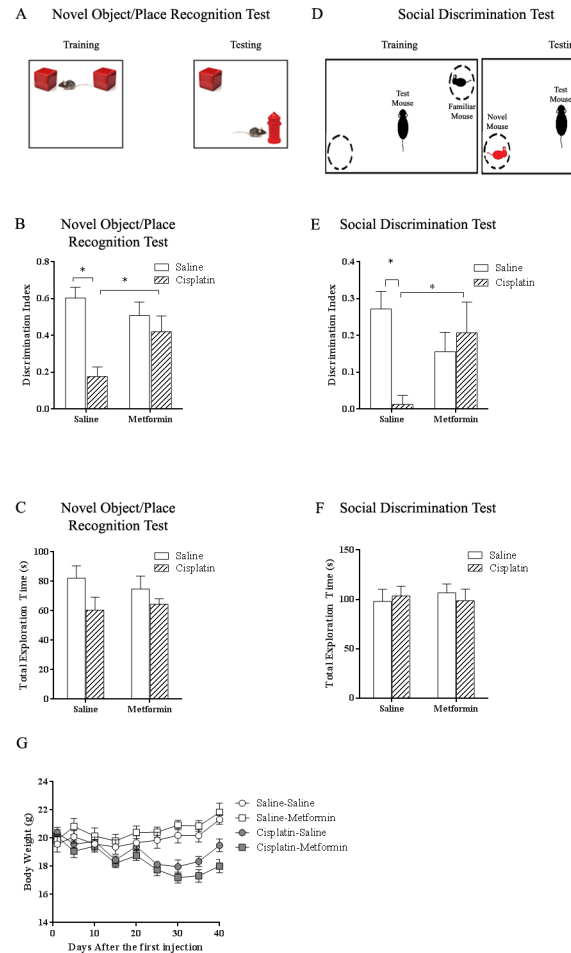 A Novel Object/Place Recognition Test
Training
Testing
D Social Discrimination Test
Training
Testin
Test
Mouse
Familiar
Mouse
Test
Mouse
Novel
Mouse
B Novel Object/Place
Recognition Test
Discrimination Index
0.8
0.6
0.4
0.2
0.0
* *
Saline
Cisplatin
Saline Metformin
E Social Discrimination Test
Discrimination Index
0.4
0.3
0.2
0.1
0.0
*
*
Saline
Cisplatin
Saline Metformin
C Novel Object/Place
Recognition Test
Total Exploration Time (s)
100
80
60
40
20
0
Saline
Cisplatin
Saline Metformin
F Social Discrimination Test
Total Exploration Time (s)
150
100
50
0
Saline
Cisplatin
Saline Metformin
G
Body Weight (g)
24
22
20
18
16
14
0 10 20 30 40
Days After the first injection
Saline-Saline
Saline-Metformin
Cisplatin-Saline
Cisplatin-Metformin